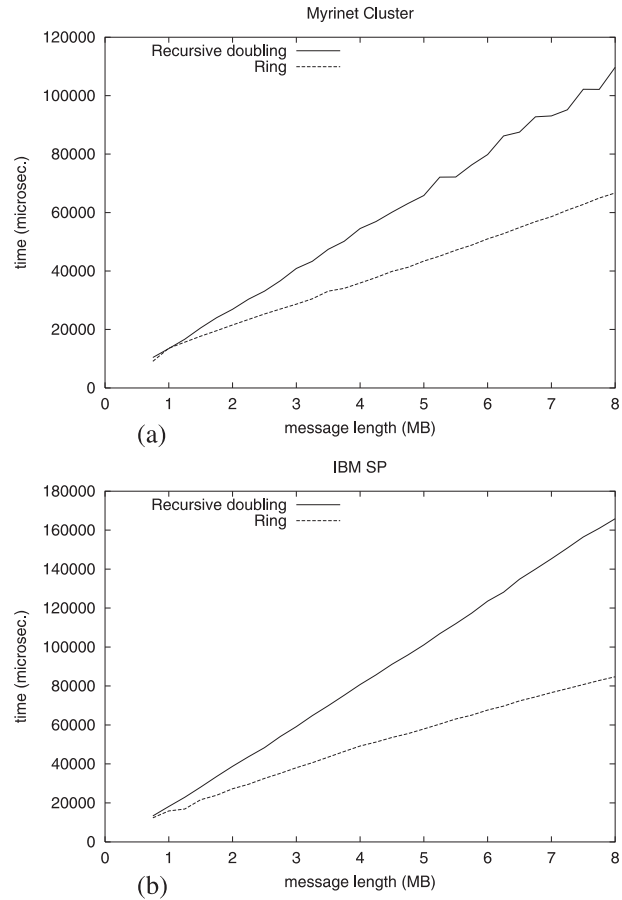 Myrinet Cluster
120000
Recursive doubling
Ring
100000
80000
60000
40000
20000
0
time (microsec.)
0 1 2 3 4 5 6 7 8
message length (MB)
(a)
IBM SP
180000
Recursive doubling
Ring
160000
140000
120000
100000
80000
60000
40000
20000
0
time (microsec.)
0 1 2 3 4 5 6 7 8
message length (MB)
(b)